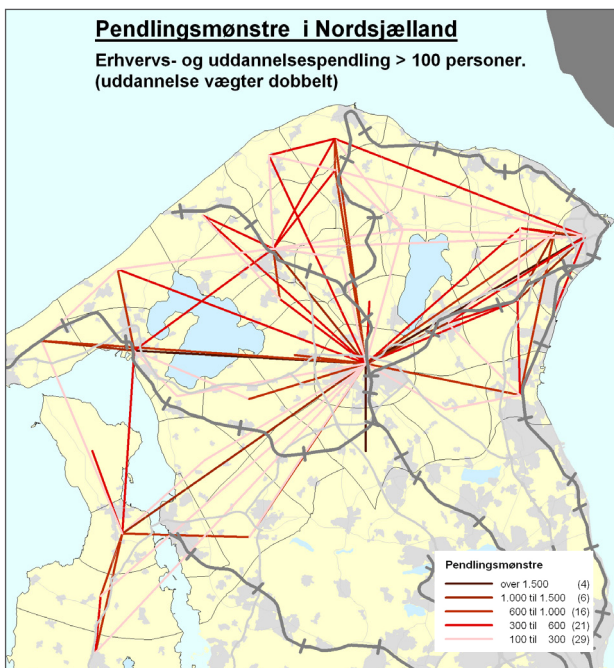 Pendlingsmønstre i Nordsjælland
Erhvervs- og uddannelsespendling > 100 personer.
(uddannelse vægter dobbelt)
Pendlingsmønstre
over 1.500 (4)
1.000 til 1.500 (6)
600 til 1.000 (16)
300 til 600 (21)
100 til 300 (29)